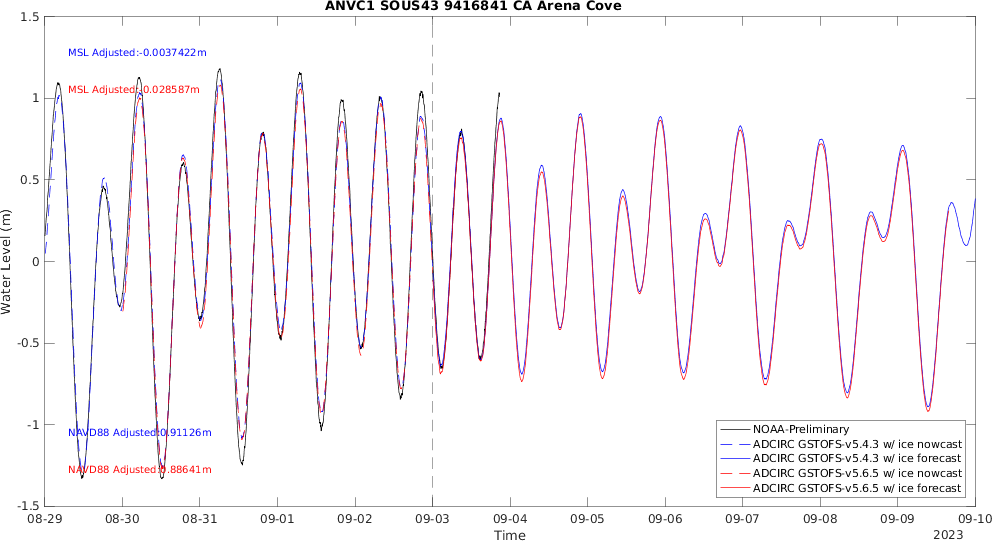 ANVC1 SOUS43 9416841 CA Arena Cove
1.5
1
0.5
0
-0.5
-1
-1.5
Water Level (m)
MSL Adjusted:-0.0037422m
MSL Adjusted:-0.028587m
NAVD88 Adjusted:0.91126m
NAVD88 Adjusted:0.88641m
NOAA-Preliminary
ADCIRC GSTOFS-v5.4.3 w/ ice nowcast
ADCIRC GSTOFS-v5.4.3 w/ ice forecast
ADCIRC GSTOFS-v5.6.5 w/ ice nowcast
ADCIRC GSTOFS-v5.6.5 w/ ice forecast
08-29 08-30 08-31 09-01 09-02 09-03 09-04 09-05 09-06 09-07 09-08 09-09 09-10
Time
2023